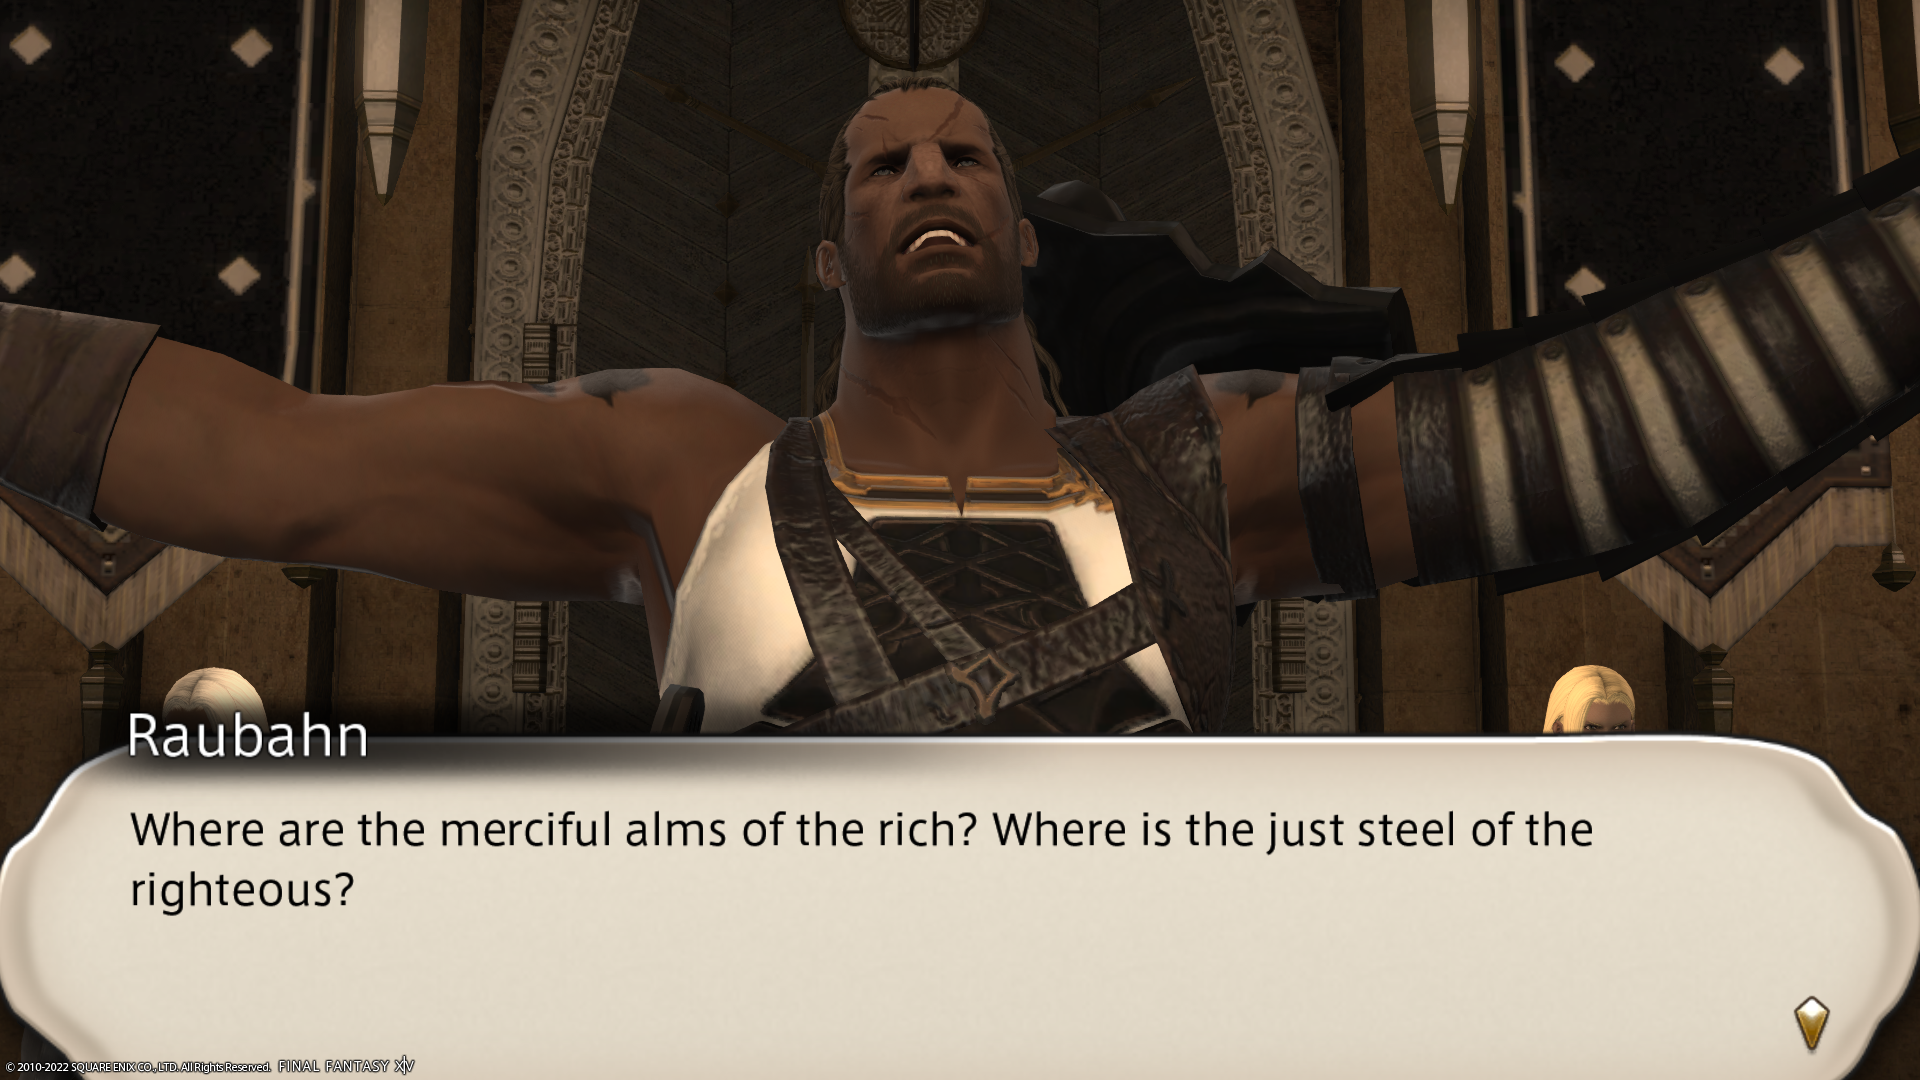 Raubahn
Where are the merciful alms of the rich? Where is the just steel of the
righteous?
© 2010-2022 SQUARE ENIX CO., LTD. All Rights Reserved. FINAL FANTASY XIV